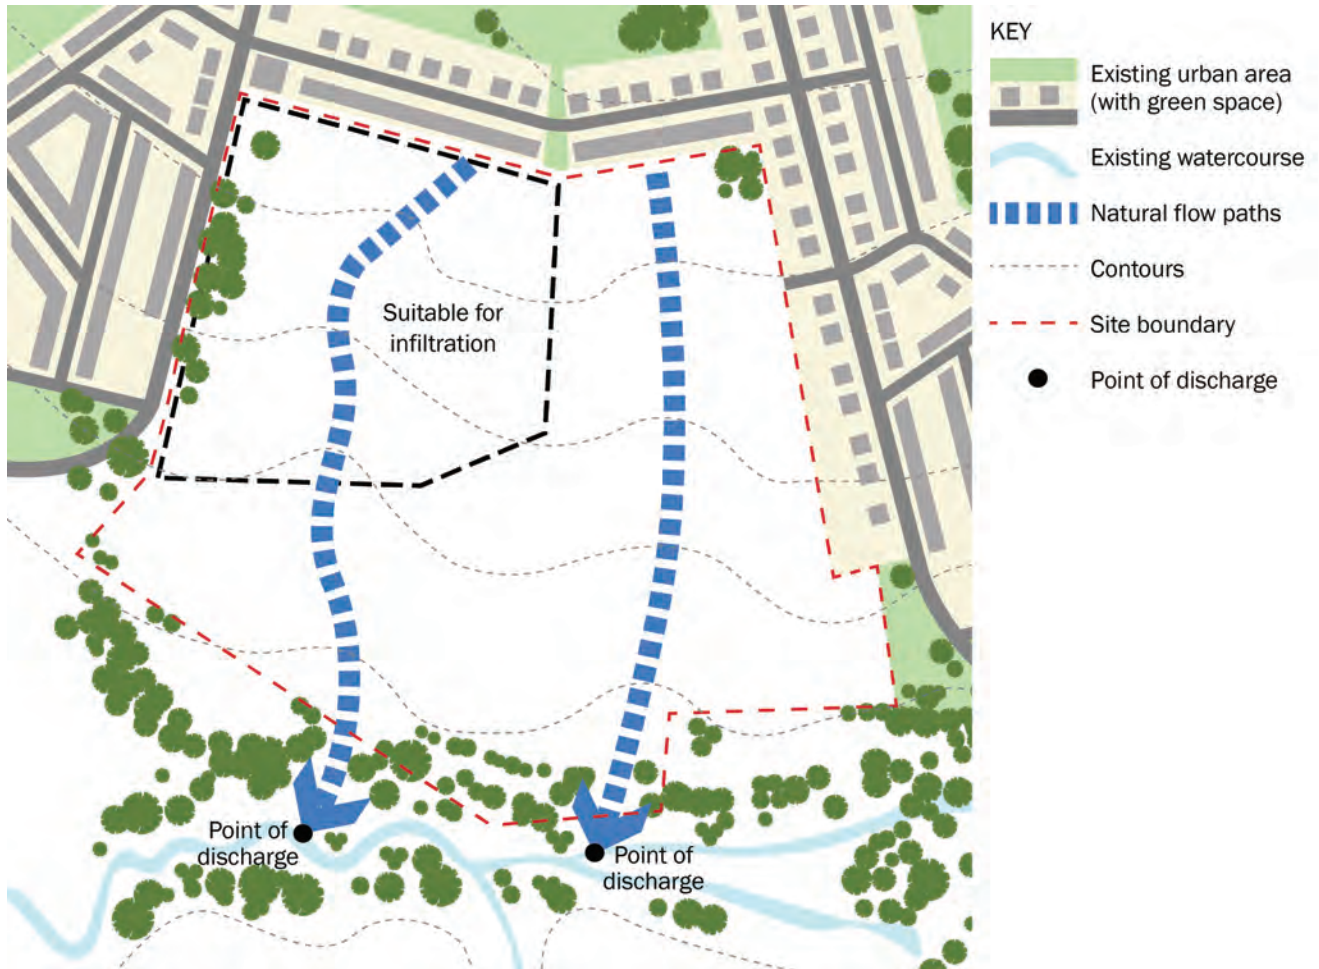 KEY
Existing urban area
(with green space)
Existing watercourse
Natural flow paths
Contours
Site boundary
Point of discharge
Suitable for
infiltration
Point of
discharge
Point of
discharge